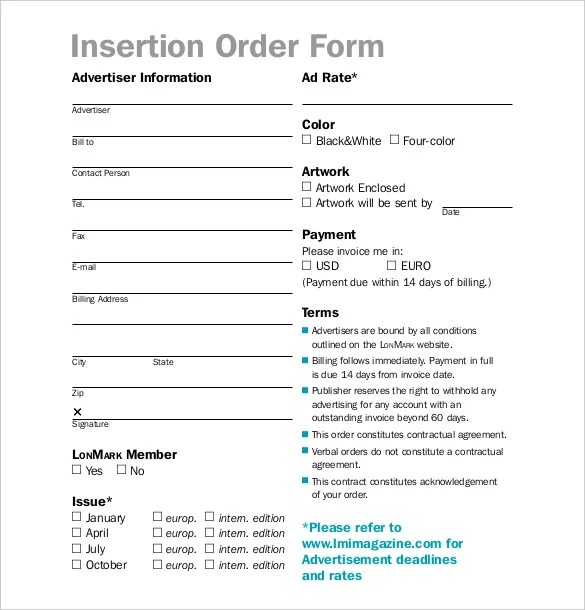 Insertion Order Form
Advertiser Information
Advertiser
Bill to
Contact Person
Tel.
Fax
E-mail
Billing Address
City State
Zip
×
Signature
LONMARK Member
☐ Yes ☐ No
Issue*
☐ January ☐ europ. ☐ intern. edition
☐ April ☐ europ. ☐ intern. edition
☐ July ☐ europ. ☐ intern. edition
☐ October ☐ europ. ☐ intern. edition
Ad Rate*
Color
☐ Black&White ☐ Four-color
Artwork
☐ Artwork Enclosed
☐ Artwork will be sent by
Date
Payment
Please invoice me in:
☐ USD ☐ EURO
(Payment due within 14 days of billing.)
Terms
■ Advertisers are bound by all conditions
outlined on the LONMARK website.
■ Billing follows immediately. Payment in full
is due 14 days from invoice date.
■ Publisher reserves the right to withhold any
advertising for any account with an
outstanding invoice beyond 60 days.
■ This order constitutes contractual agreement.
■ Verbal orders do not constitute a contractual
agreement.
■ This contract constitutes acknowledgement
of your order.
*Please refer to
www.lmimagazine.com for
Advertisement deadlines
and rates